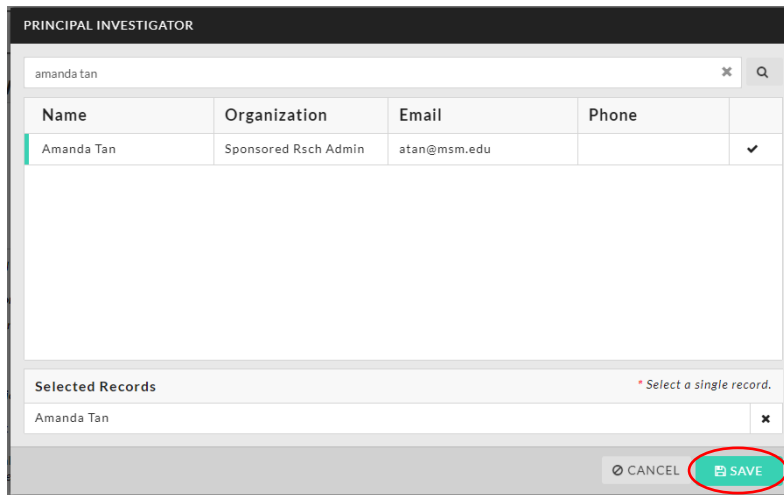 PRINCIPAL INVESTIGATOR
amanda tan
Name Organization Email Phone
Amanda Tan Sponsored Rsch Admin atan@msm.edu
Selected Records * Select a single record.
Amanda Tan
CANCEL SAVE